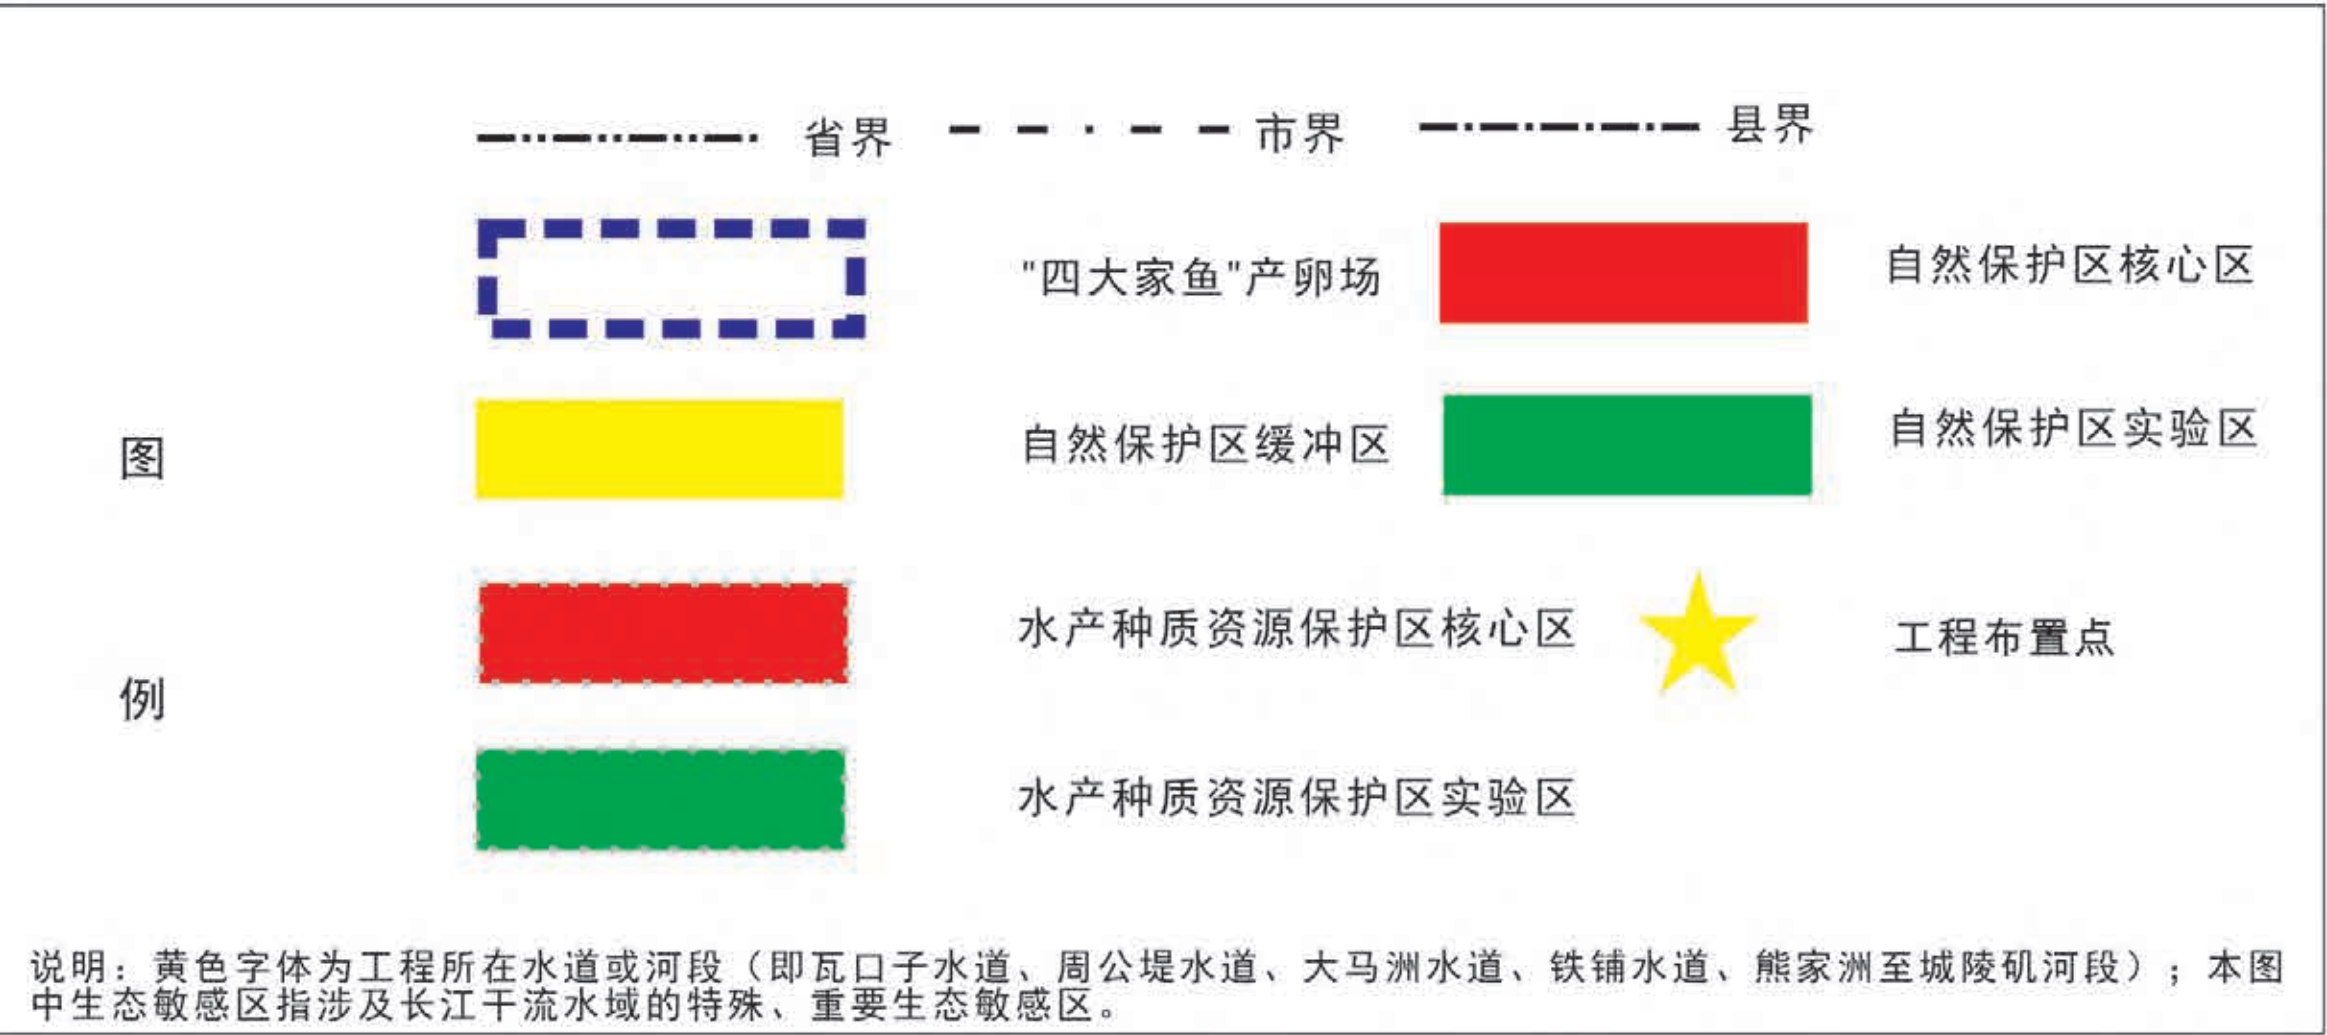 省界 市界 县界
"四大家鱼"产卵场 自然保护区核心区
图 自然保护区缓冲区 自然保护区实验区
水产种质资源保护区核心区 工程布置点
例
水产种质资源保护区实验区
说明：黄色字体为工程所在水道或河段（即瓦口子水道、周公堤水道、大马洲水道、铁铺水道、熊家洲至城陵矶河段）；本图
中生态敏感区指涉及长江干流水域的特殊、重要生态敏感区。